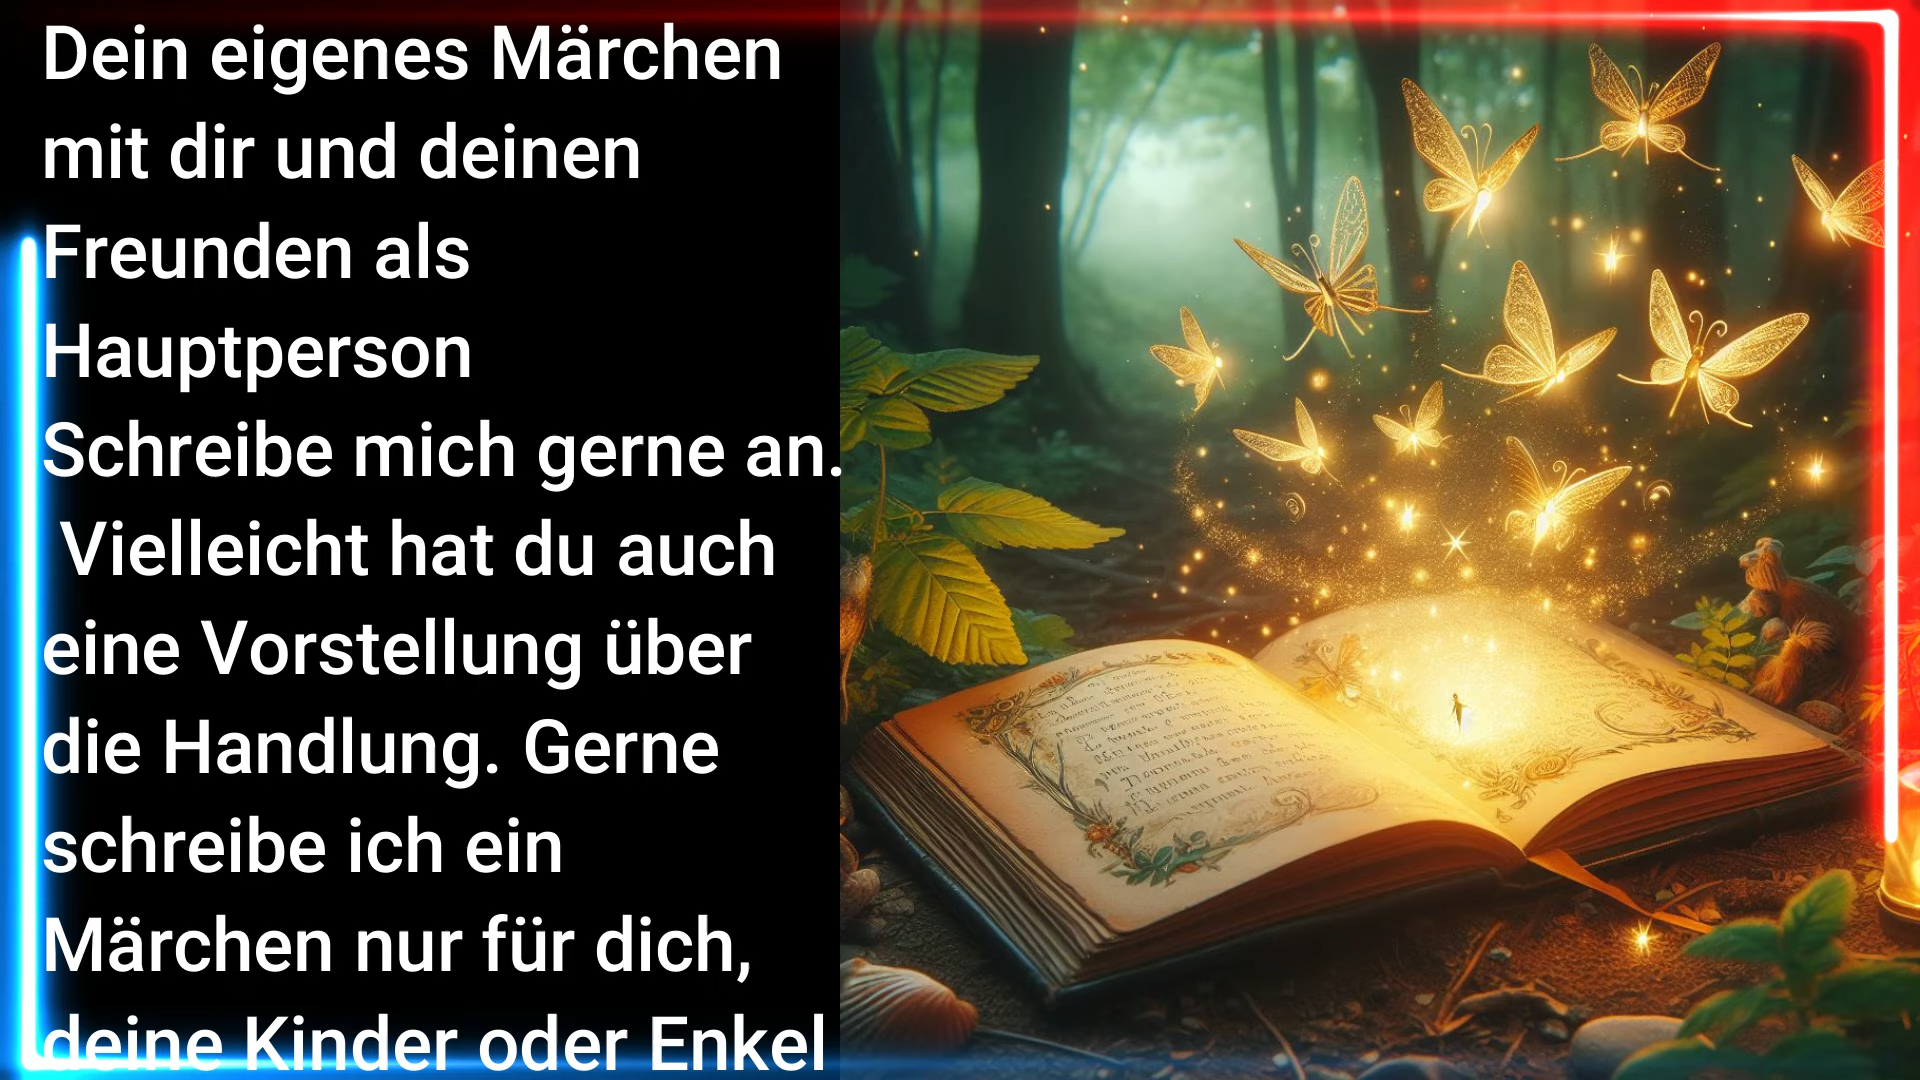 Dein eigenes Märchen
mit dir und deinen
Freunden als
Hauptperson
Schreibe mich gerne an.
Vielleicht hat du auch
eine Vorstellung über
die Handlung. Gerne
schreibe ich ein
Märchen nur für dich,
deine Kinder oder Enkel